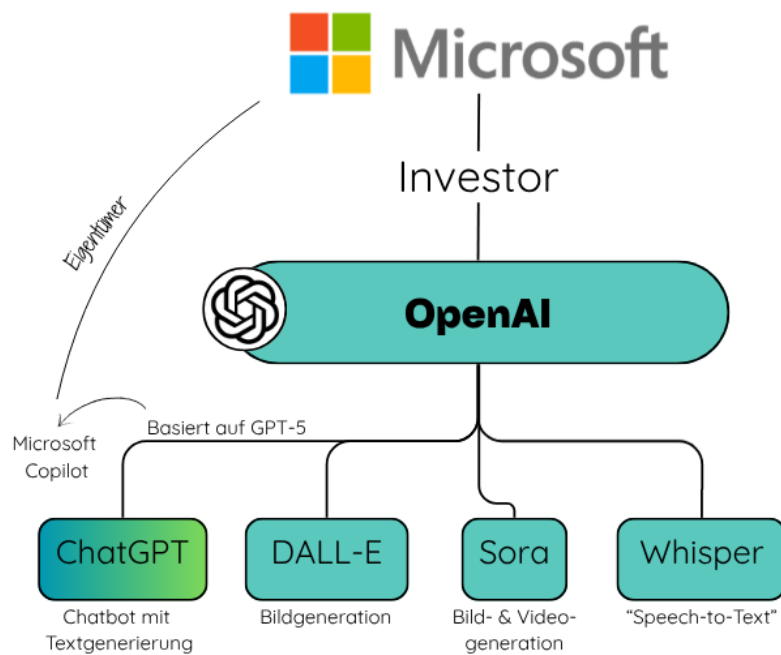 Microsoft
Investor
Eigentümer
OpenAI
Basiert auf GPT-5
Microsoft
Copilot
ChatGPT
DALL-E
Sora
Whisper
Chatbot mit
Textgenerierung
Bildgeneration
Bild- & Video-
generation
“Speech-to-Text”